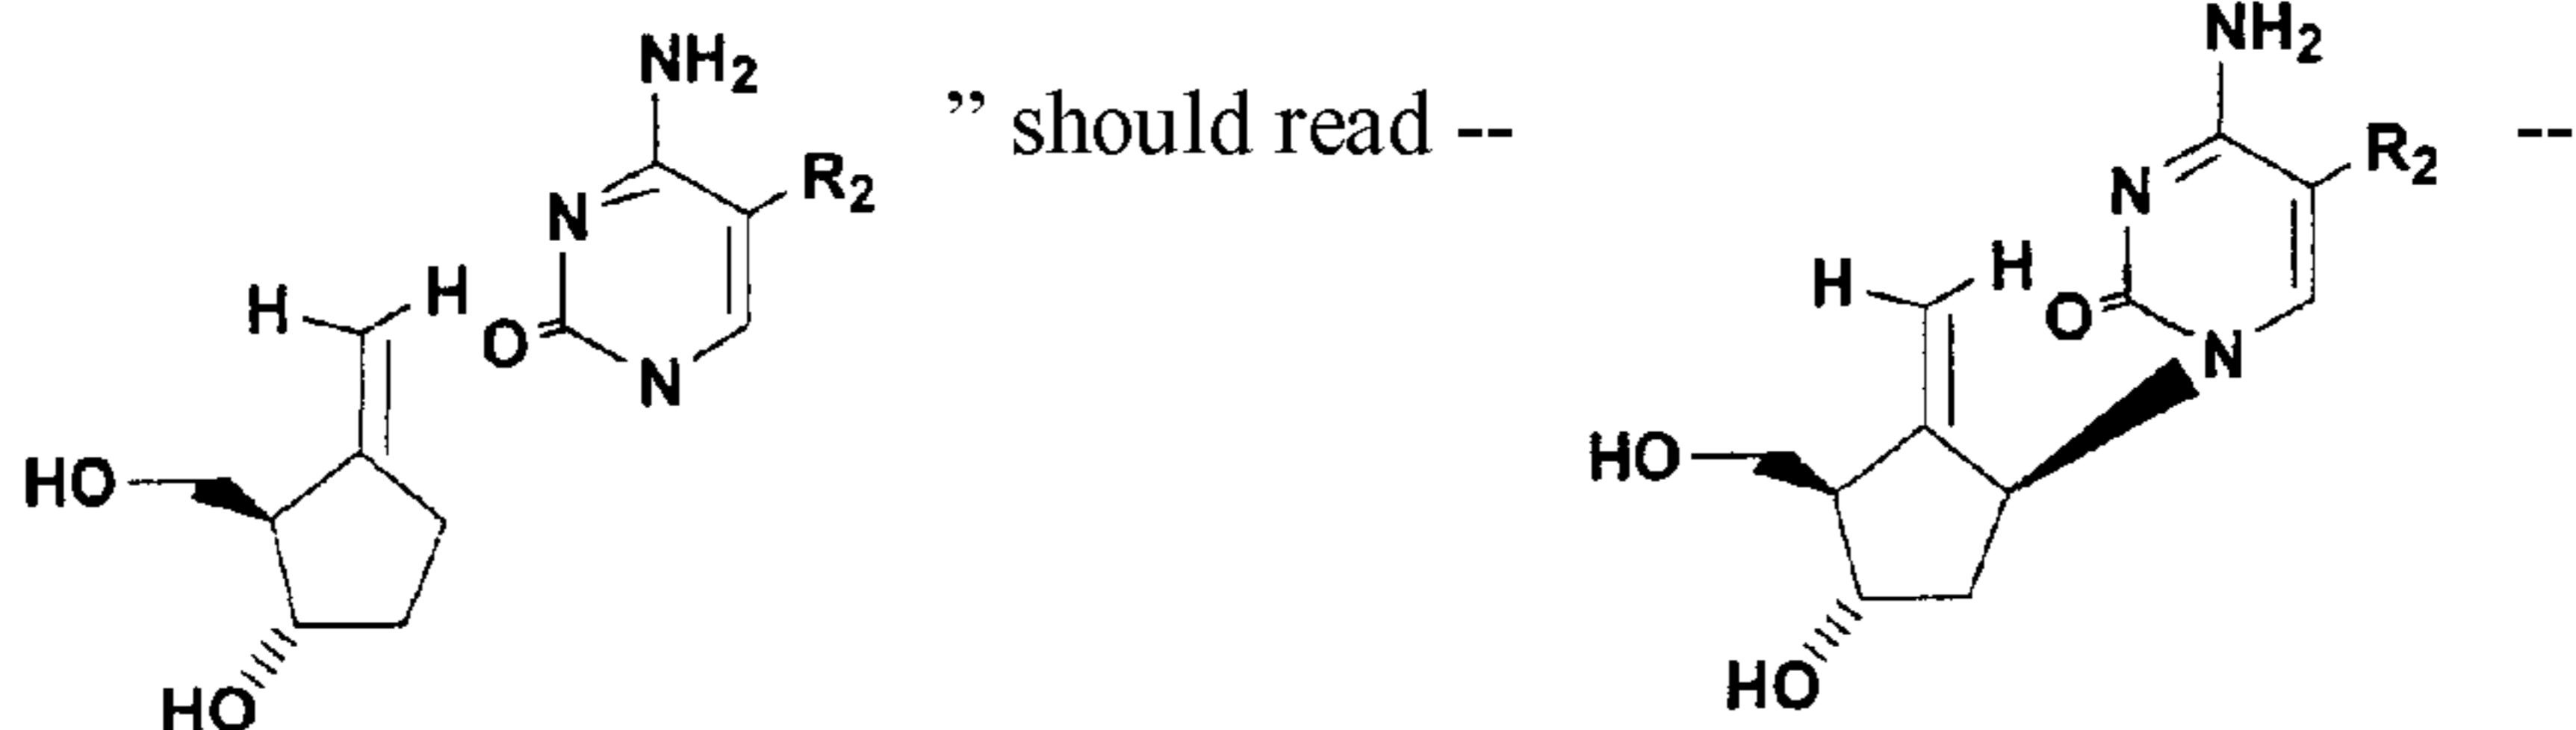 NH2 NH2
” should read -- --
R2 R2
N N
H H H H
O O
N N
HO HO
HO HO